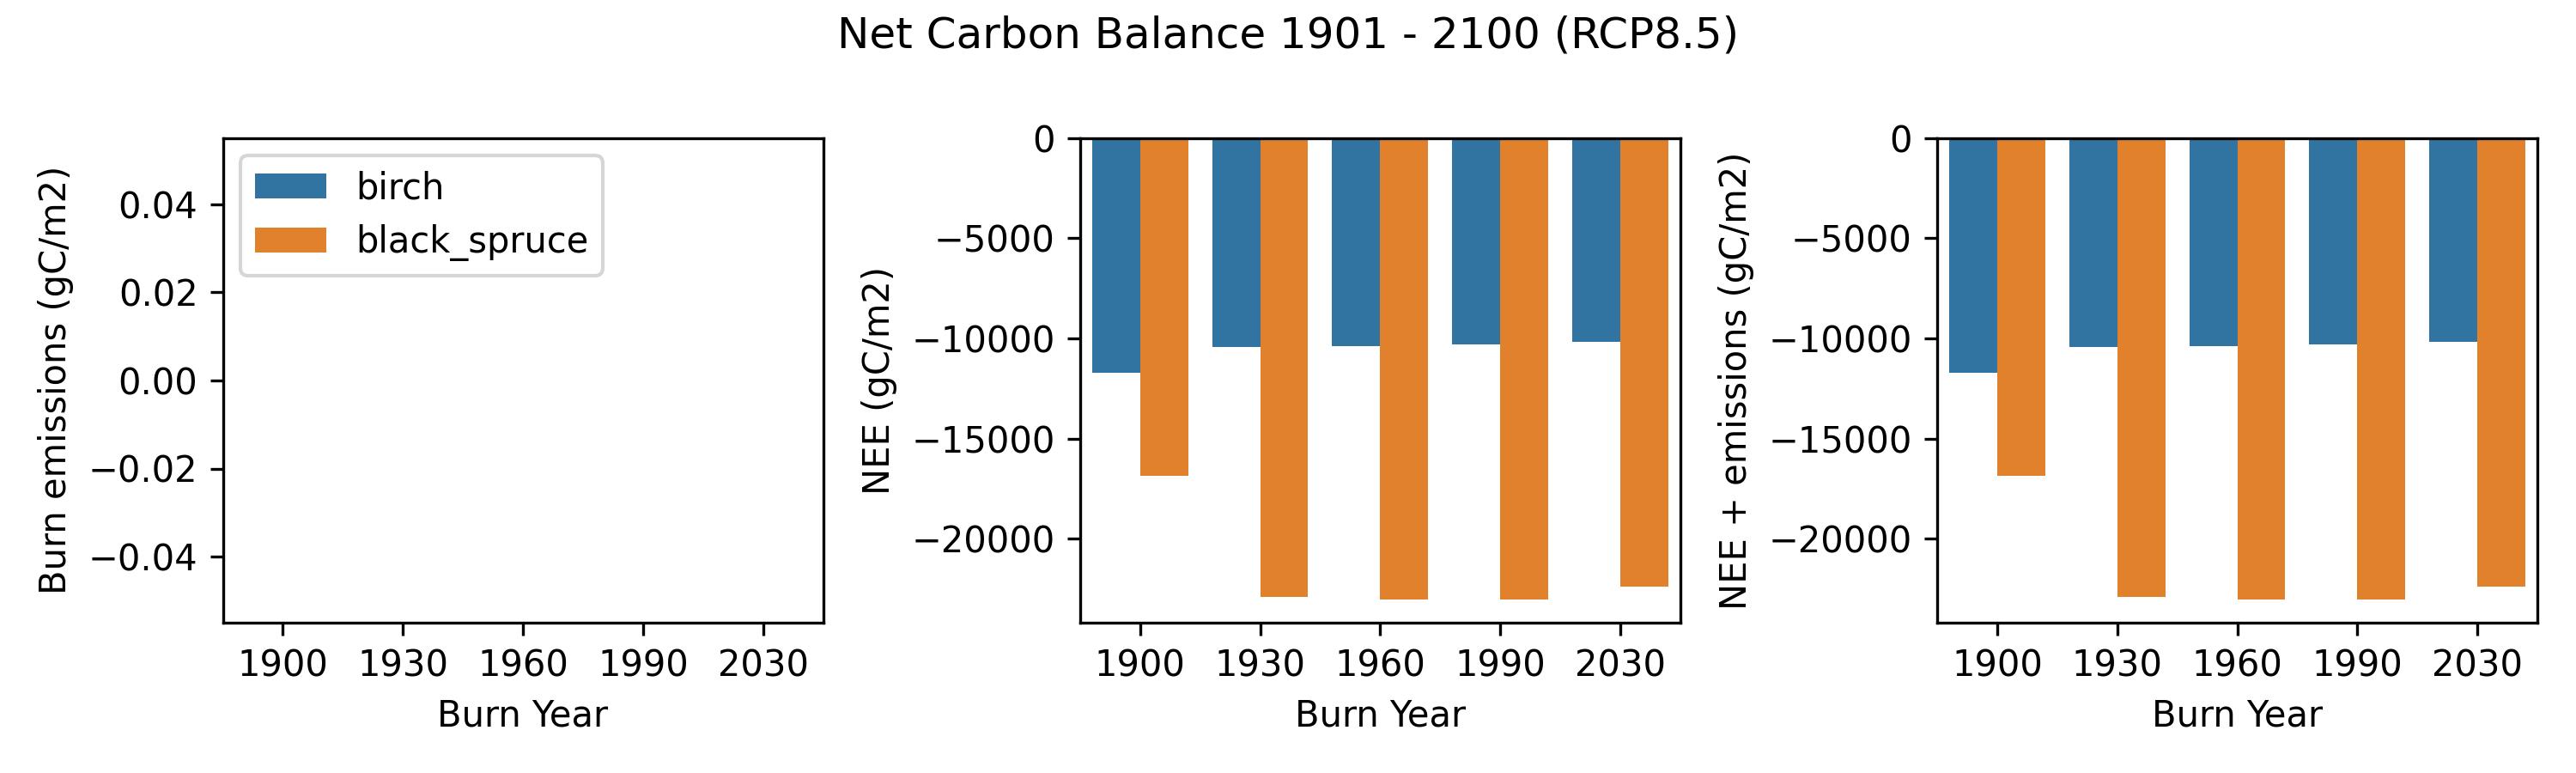 Net Carbon Balance 1901 - 2100 (RCP8.5)
Burn emissions (gC/m2)
0.04
0.02
0.00
−0.02
−0.04
birch
black_spruce
1900 1930 1960 1990 2030
Burn Year
NEE (gC/m2)
0
−5000
−10000
−15000
−20000
1900 1930 1960 1990 2030
Burn Year
NEE + emissions (gC/m2)
0
−5000
−10000
−15000
−20000
1900 1930 1960 1990 2030
Burn Year